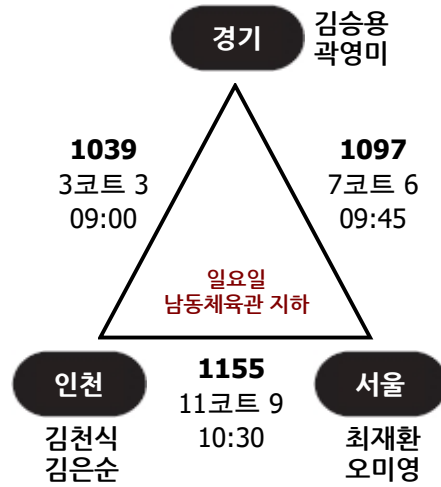 경기
김승용
곽영미
1039
3코트 3
09:00
1097
7코트 6
09:45
일요일
남동체육관 지하
인천
김천식
김은순
1155
11코트 9
10:30
서울
최재환
오미영